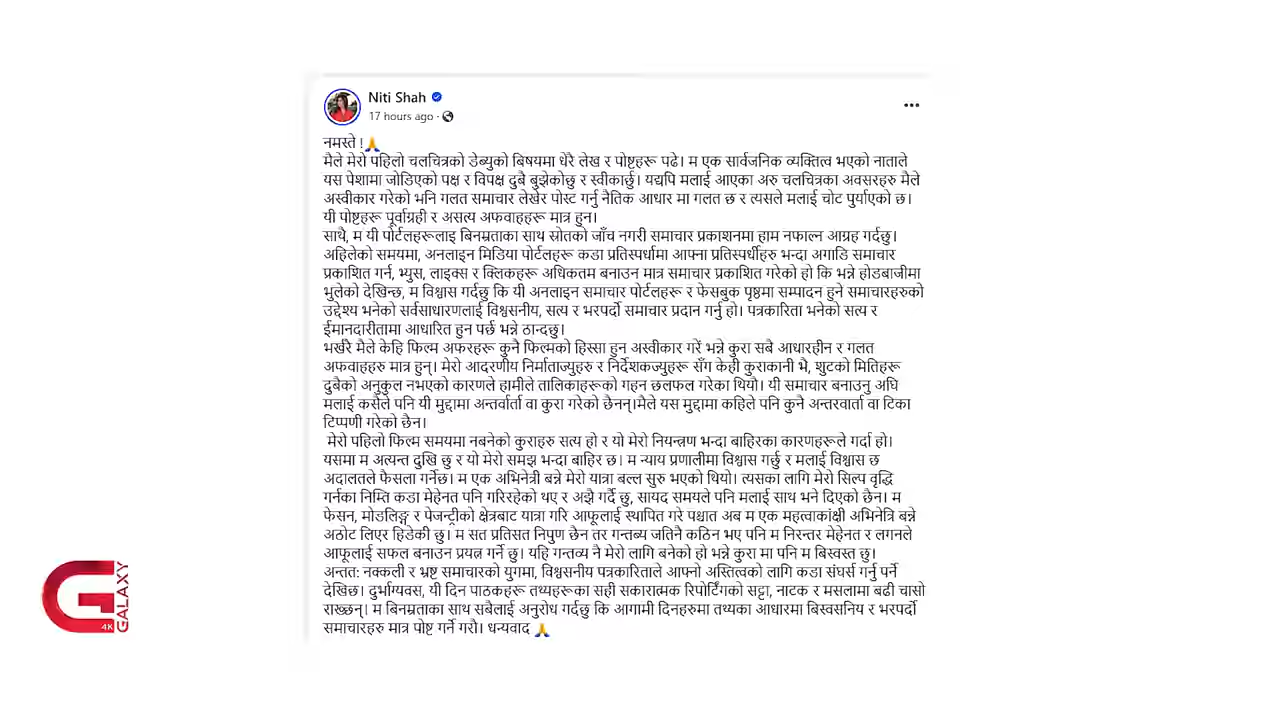 Niti Shah
17 hours ago ·
नमस्ते !🙏
मैले मेरो पहिलो चलचित्रको डेब्युको बिषयमा धेरै लेख र पोष्टहरू पढे। म एक सार्वजनिक व्यक्तित्व भएको नाताले
यस पेशामा जोडिएको पक्ष र विपक्ष दुबै बुझेकोछु र स्वीकार्छु। यद्यपि मलाई आएका अरु चलचित्रका अवसरहरु मैले
अस्वीकार गरेको भनि गलत समाचार लेखेर पोस्ट गर्नु नैतिक आधार मा गलत छ र त्यसले मलाई चोट पुर्याएको छ।
यी पोष्टहरू पूर्वाग्रही र असत्य अफवाहहरू मात्र हुन।
साथै, म यी पोर्टलहरूलाइ बिनम्रताका साथ स्रोतको जाँच नगरी समाचार प्रकाशनमा हाम नफाल्न आग्रह गर्दछु।
अहिलेको समयमा, अनलाइन मिडिया पोर्टलहरू कडा प्रतिस्पर्धामा आफ्ना प्रतिस्पर्धीहरु भन्दा अगाडि समाचार
प्रकाशित गर्न, भ्युस, लाइक्स र क्लिकहरू अधिकतम बनाउन मात्र समाचार प्रकाशित गरेको हो कि भन्ने होडबाजीमा
भुलेको देखिन्छ, म विश्वास गर्दछु कि यी अनलाइन समाचार पोर्टलहरू र फेसबुक पृष्ठमा सम्पादन हुने समाचारहरुको
उद्देश्य भनेको सर्वसाधारणलाई विश्वसनीय, सत्य र भरपर्दो समाचार प्रदान गर्नु हो। पत्रकारिता भनेको सत्य र
ईमानदारीतामा आधारित हुन पर्छ भन्ने ठान्दछु।
भर्खरै मैले केहि फिल्म अफरहरू कुनै फिल्मको हिस्सा हुन अस्वीकार गरें भन्ने कुरा सबै आधारहीन र गलत
अफवाहहरु मात्र हुन्। मेरो आदरणीय निर्माताज्युहरु र निर्देशकज्युहरू सँग केही कुराकानी भै, शुटको मितिहरू
दुबैको अनुकुल नभएको कारणले हामीले तालिकाहरूको गहन छलफल गरेका थियो। यी समाचार बनाउनु अघि
मलाई कसैले पनि यी मुद्दामा अन्तर्वार्ता वा कुरा गरेको छैनन्।मैले यस मुद्दामा कहिले पनि कुनै अन्तरवार्ता वा टिका
टिप्पणी गरेको छैन।
मेरो पहिलो फिल्म समयमा नबनेको कुराहरु सत्य हो र यो मेरो नियन्त्रण भन्दा बाहिरका कारणहरूले गर्दा हो।
यसमा म अत्यन्त दुखि छु र यो मेरो समझ भन्दा बाहिर छ। म न्याय प्रणालीमा विश्वास गर्छु र मलाई विश्वास छ
अदालतले फैसला गर्नेछ। म एक अभिनेत्री बन्ने मेरो यात्रा बल्ल सुरु भएको थियो। त्यसका लागि मेरो सिल्प वृद्धि
गर्नका निम्ति कडा मेहेनत पनि गरिरहेको थए र अझै गर्दै छु, सायद समयले पनि मलाई साथ भने दिएको छैन। म
फेसन, मोडलिङ्ग र पेजन्ट्रीको क्षेत्रबाट यात्रा गरि आफूलाई स्थापित गरे पश्चात अब म एक महत्वाकांक्षी अभिनेत्रि बन्ने
अठोट लिएर हिडेकी छु। म सत प्रतिसत निपुण छैन तर गन्तब्य जतिनै कठिन भए पनि म निरन्तर मेहेनत र लगनले
आफूलाई सफल बनाउन प्रयत्न गर्ने छु। यहि गन्तव्य नै मेरो लागि बनेको हो भन्ने कुरा मा पनि म बिस्वस्त छु।
अन्तत: नक्कली र भ्रष्ट समाचारको युगमा, विश्वसनीय पत्रकारिताले आफ्नो अस्तित्वको लागि कडा संघर्स गर्नु पर्ने
देखिछ। दुर्भाग्यवस, यी दिन पाठकहरू तथ्यहरूका सही सकारात्मक रिपोर्टिंगको सट्टा, नाटक र मसलामा बढी चासो
राख्छन्। म बिनम्रताका साथ सबैलाई अनुरोध गर्दछु कि आगामी दिनहरुमा तथ्यका आधारमा बिस्वसनिय र भरपर्दो
समाचारहरु मात्र पोष्ट गर्ने गरौ। धन्यवाद 🙏
G GALAXY 4K